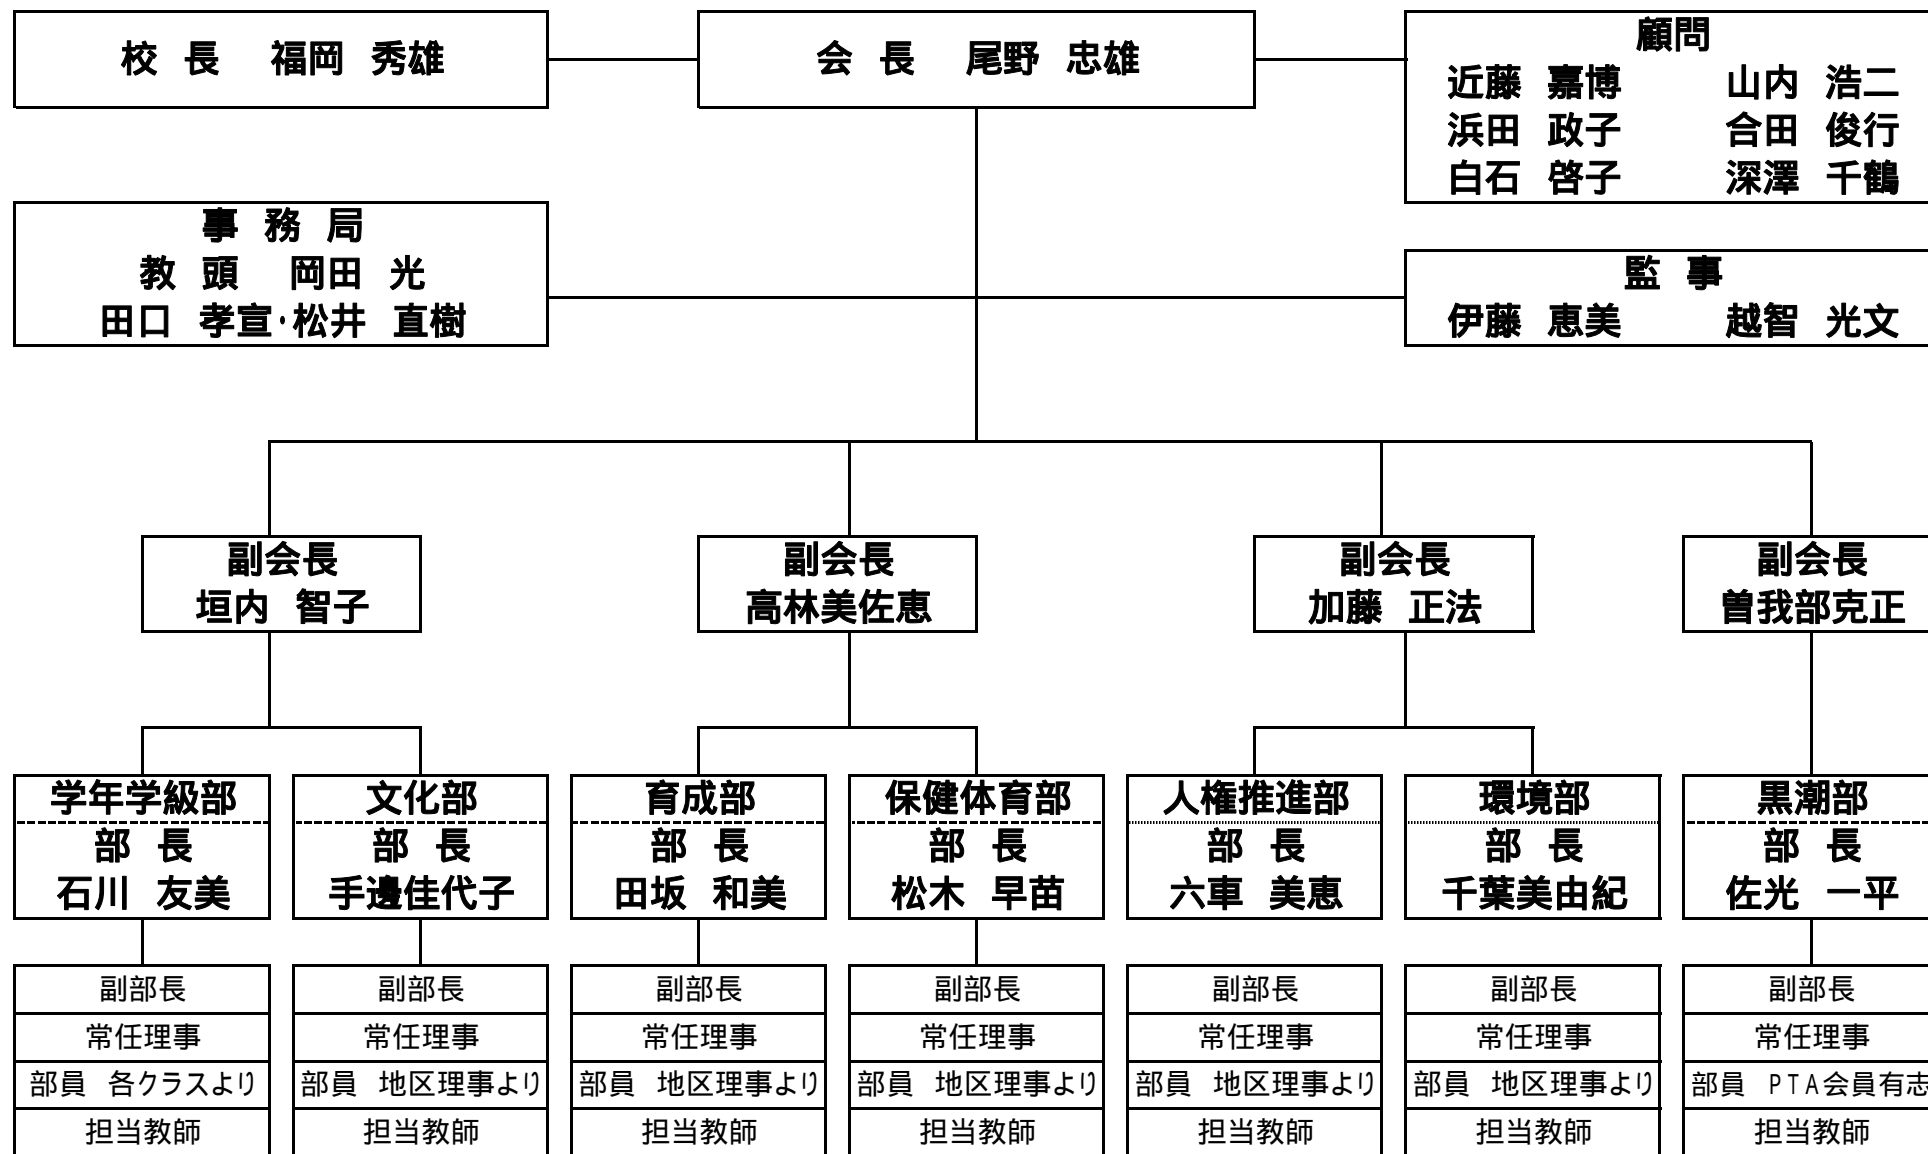 校 長 福岡 秀雄
会 長 尾野 忠雄
顧問
近藤 嘉博 山内 浩二
浜田 政子 合田 俊行
白石 啓子 深澤 千鶴
事 務 局
教 頭 岡田 光
田口 孝宣・松井 直樹
監 事
伊藤 恵美 越智 光文
副会長
垣内 智子
副会長
高林美佐恵
副会長
加藤 正法
副会長
曽我部克正
学年学級部
部 長
石川 友美
文化部
部 長
手邊佳代子
育成部
部 長
田坂 和美
保健体育部
部 長
松木 早苗
人権推進部
部 長
六車 美恵
環境部
部 長
千葉美由紀
黒潮部
部 長
佐光 一平
副部長
常任理事
部員 各クラスより
担当教師
副部長
常任理事
部員 地区理事より
担当教師
副部長
常任理事
部員 地区理事より
担当教師
副部長
常任理事
部員 地区理事より
担当教師
副部長
常任理事
部員 地区理事より
担当教師
副部長
常任理事
部員 地区理事より
担当教師
副部長
常任理事
部員 PTA会員有志
担当教師